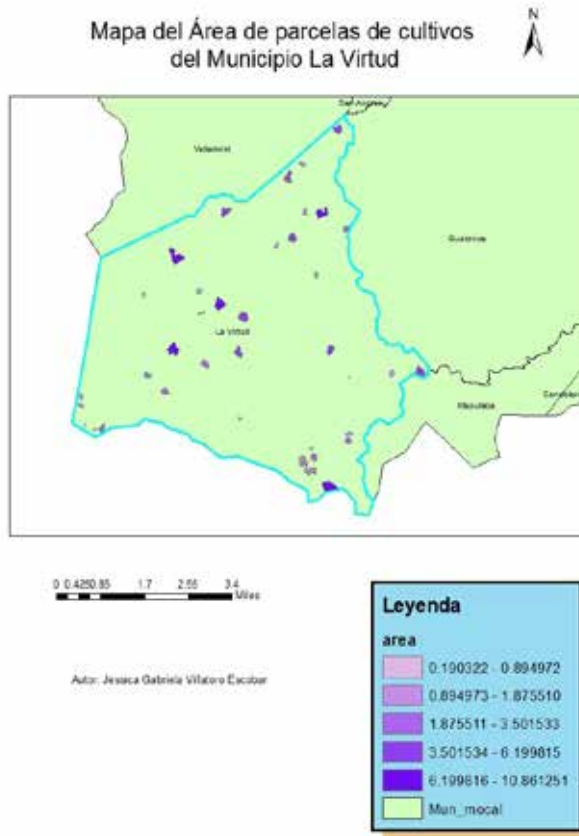 Mapa del Área de parcelas de cultivos
del Municipio La Virtud
N
Valladolid
Guarita
La Virtud
Mapulaca
0 0.425 0.85 1.7 2.55 3.4
Miles
Autor: Jessica Gabriela Villatoro Escobar
Leyenda
area
0.190322 - 0.894972
0.894973 - 1.875510
1.875511 - 3.501533
3.501534 - 6.199815
6.199816 - 10.861251
Mun_mocal